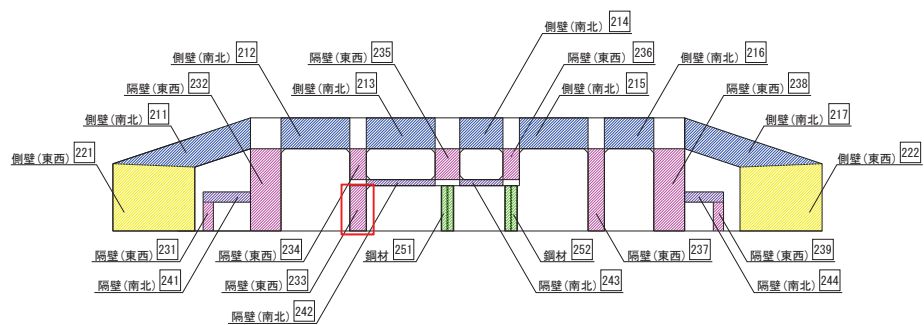 側壁(南北) 214
側壁(南北) 212
隔壁(東西) 235
隔壁(東西) 236
側壁(南北) 216
隔壁(東西) 232
側壁(南北) 213
側壁(南北) 215
隔壁(東西) 238
側壁(南北) 211
側壁(南北) 217
側壁(東西) 221
側壁(東西) 222
隔壁(東西) 231
隔壁(東西) 234
鋼材 251
鋼材 252
隔壁(東西) 237
隔壁(東西) 239
隔壁(南北) 241
隔壁(東西) 233
隔壁(南北) 243
隔壁(南北) 244
隔壁(南北) 242